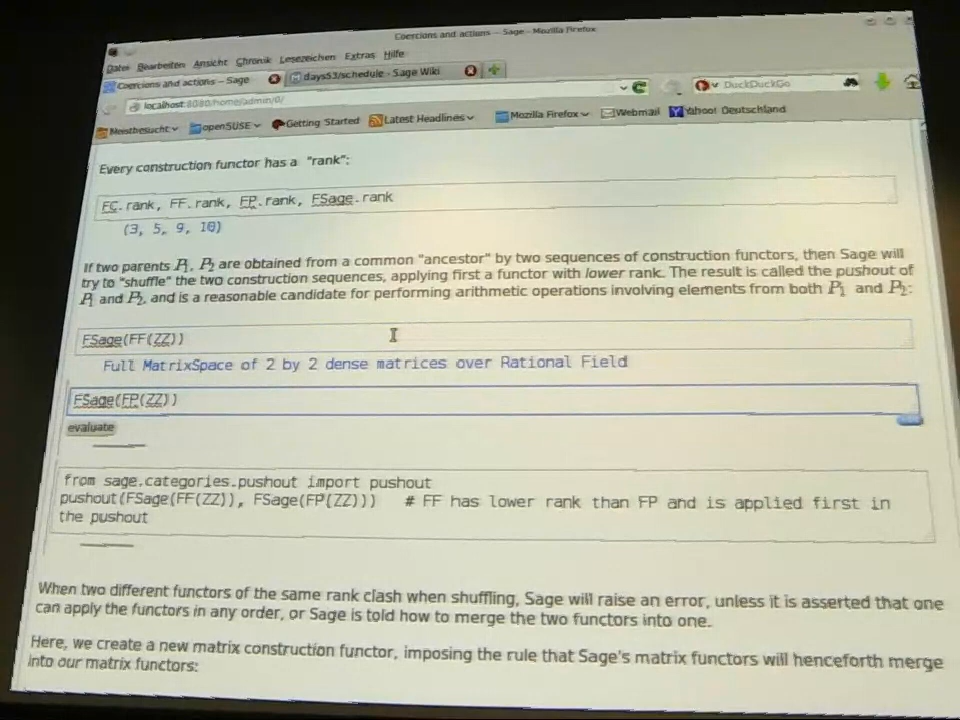 Coercions and actions – Sage - Mozilla Firefox
Datei Bearbeiten Ansicht Chronik Lesezeichen Extras Hilfe
Coercions and actions -- Sage days53/schedule - Sage Wiki
localhost:8080/home/admin/0/ DuckDuckGo
Meistbesucht openSUSE Getting Started Latest Headlines Mozilla Firefox Webmail Yahoo! Deutschland
Every construction functor has a "rank":
FC.rank, FF.rank, FP.rank, FSage.rank
(3, 5, 9, 10)
If two parents P₁, P₂ are obtained from a common "ancestor" by two sequences of construction functors, then Sage will
try to "shuffle" the two construction sequences, applying first a functor with lower rank. The result is called the pushout of
P₁ and P₂, and is a reasonable candidate for performing arithmetic operations involving elements from both P₁ and P₂:
FSage(FF(ZZ))
Full MatrixSpace of 2 by 2 dense matrices over Rational Field
FSage(FP(ZZ))
evaluate
from sage.categories.pushout import pushout
pushout(FSage(FF(ZZ)), FSage(FP(ZZ))) # FF has lower rank than FP and is applied first in
the pushout
When two different functors of the same rank clash when shuffling, Sage will raise an error, unless it is asserted that one
can apply the functors in any order, or Sage is told how to merge the two functors into one.
Here, we create a new matrix construction functor, imposing the rule that Sage's matrix functors will henceforth merge
into our matrix functors: